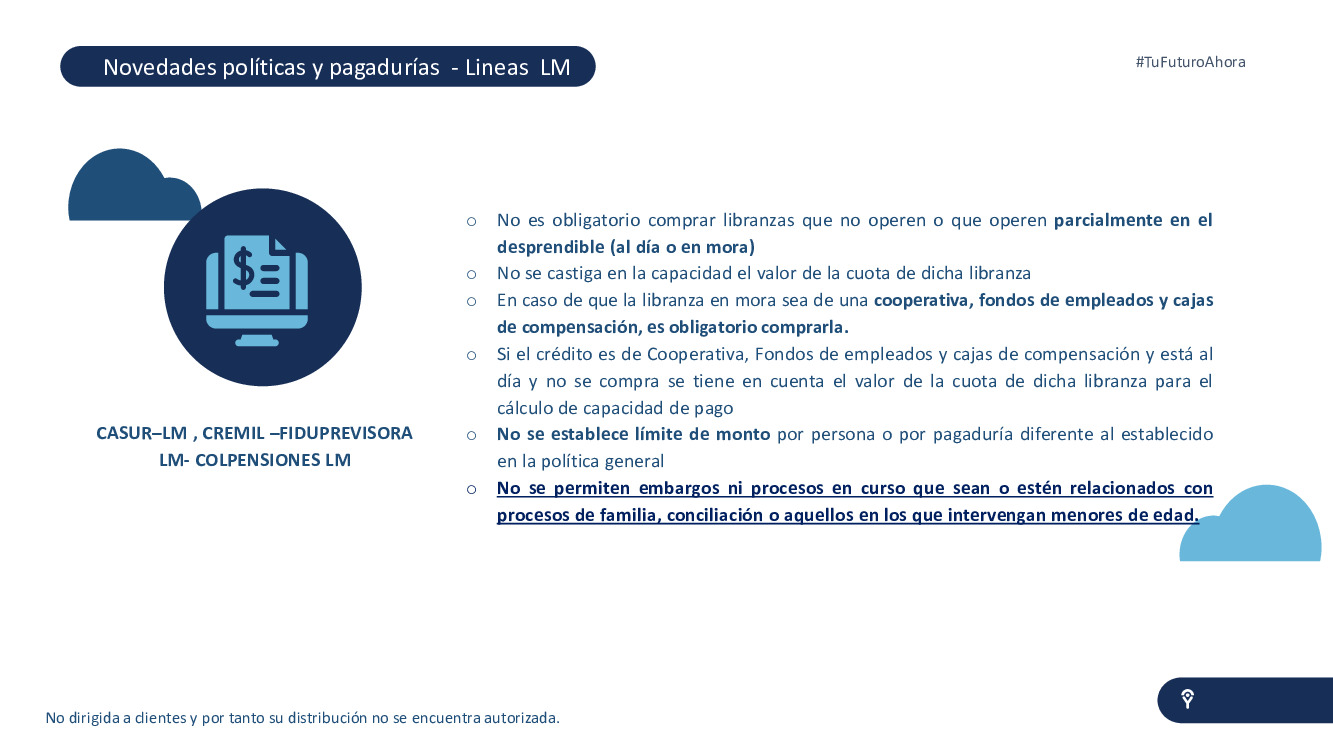 Novedades políticas y pagadurías - Lineas LM
#TuFuturoAhora
CASUR–LM , CREMIL –FIDUPREVISORA
LM- COLPENSIONES LM
o No es obligatorio comprar libranzas que no operen o que operen parcialmente en el
desprendible (al día o en mora)
o No se castiga en la capacidad el valor de la cuota de dicha libranza
o En caso de que la libranza en mora sea de una cooperativa, fondos de empleados y cajas
de compensación, es obligatorio comprarla.
o Si el crédito es de Cooperativa, Fondos de empleados y cajas de compensación y está al
día y no se compra se tiene en cuenta el valor de la cuota de dicha libranza para el
cálculo de capacidad de pago
o No se establece límite de monto por persona o por pagaduría diferente al establecido
en la política general
o No se permiten embargos ni procesos en curso que sean o estén relacionados con
procesos de familia, conciliación o aquellos en los que intervengan menores de edad.
No dirigida a clientes y por tanto su distribución no se encuentra autorizada.